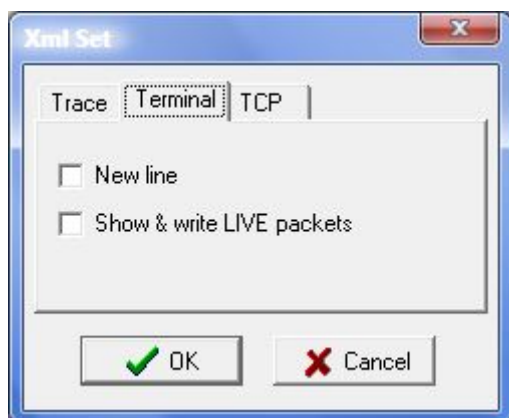 Xml Set
Trace Terminal TCP
New line
Show & write LIVE packets
OK Cancel